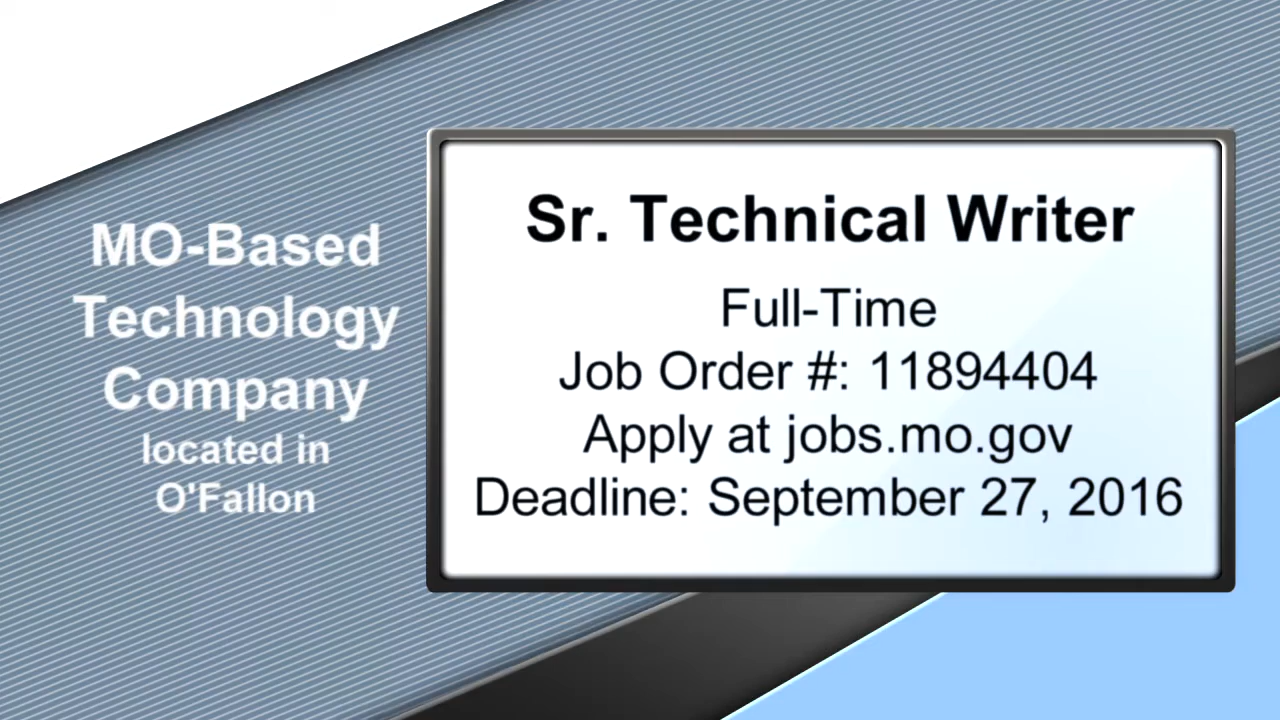 MO-Based
Technology
Company
located in
O'Fallon
Sr. Technical Writer
Full-Time
Job Order #: 11894404
Apply at jobs.mo.gov
Deadline: September 27, 2016